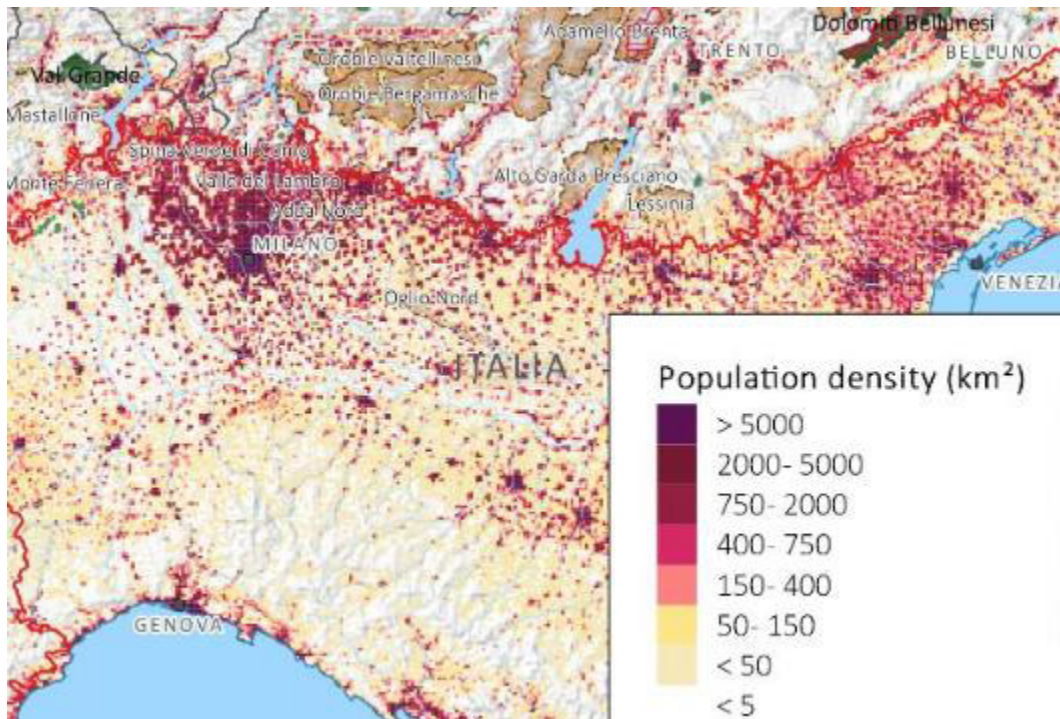 Adamello Brenta
Dolomiti Bellunesi
TRENTO
BELLUNO
Orobie Valtellinesi
Val Grande
Orobie Bergamasche
Mastallone
Spina Verde di Como
Monte Fenera
Valle del Lambro
Alto Garda Bresciano
Adda Nord
Lessinia
MILANO
VENEZIA
Oglio Nord
ITALIA
GENOVA
Population density (km²)
> 5000
2000- 5000
750- 2000
400- 750
150- 400
50- 150
< 50
< 5